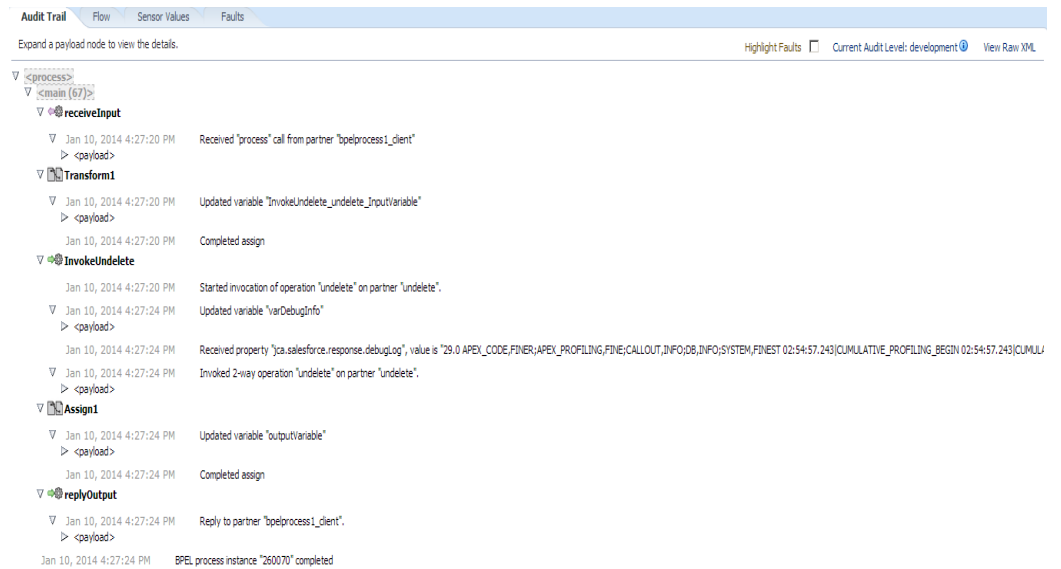 Audit Trail Flow Sensor Values Faults
Expand a payload node to view the details. Highlight Faults Current Audit Level: development View Raw XML
<process>
<main (67)>
receiveInput
Jan 10, 2014 4:27:20 PM Received "process" call from partner "bpelprocess1_client"
<payload>
Transform1
Jan 10, 2014 4:27:20 PM Updated variable "InvokeUndelete_undelete_InputVariable"
<payload>
Jan 10, 2014 4:27:20 PM Completed assign
InvokeUndelete
Jan 10, 2014 4:27:20 PM Started invocation of operation "undelete" on partner "undelete".
Jan 10, 2014 4:27:24 PM Updated variable "varDebugInfo"
<payload>
Jan 10, 2014 4:27:24 PM Received property "jca.salesforce.response.debugLog", value is "29.0 APEX_CODE,FINER;APEX_PROFILING,FINE;CALLOUT,INFO;DB,INFO;SYSTEM,FINEST 02:54:57.243|CUMULATIVE_PROFILING_BEGIN 02:54:57.243|CUMULA
Jan 10, 2014 4:27:24 PM Invoked 2-way operation "undelete" on partner "undelete".
<payload>
Assign1
Jan 10, 2014 4:27:24 PM Updated variable "outputVariable"
<payload>
Jan 10, 2014 4:27:24 PM Completed assign
replyOutput
Jan 10, 2014 4:27:24 PM Reply to partner "bpelprocess1_client".
<payload>
Jan 10, 2014 4:27:24 PM BPEL process instance "260070" completed